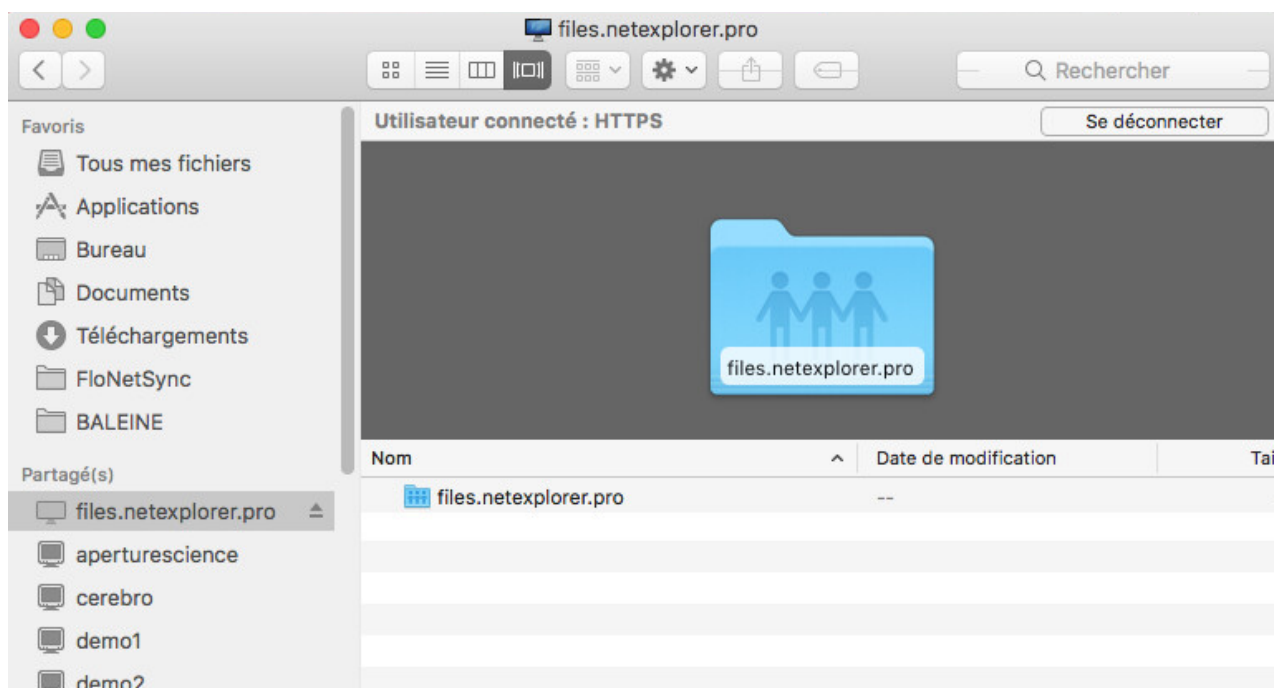 files.netexplorer.pro
Rechercher
Favoris
Tous mes fichiers
Applications
Bureau
Documents
Téléchargements
FloNetSync
BALEINE
Partagé(s)
files.netexplorer.pro
aperturescience
cerebro
demo1
demo2
Utilisateur connecté : HTTPS
Se déconnecter
files.netexplorer.pro
Nom
Date de modification
Tai
files.netexplorer.pro
--